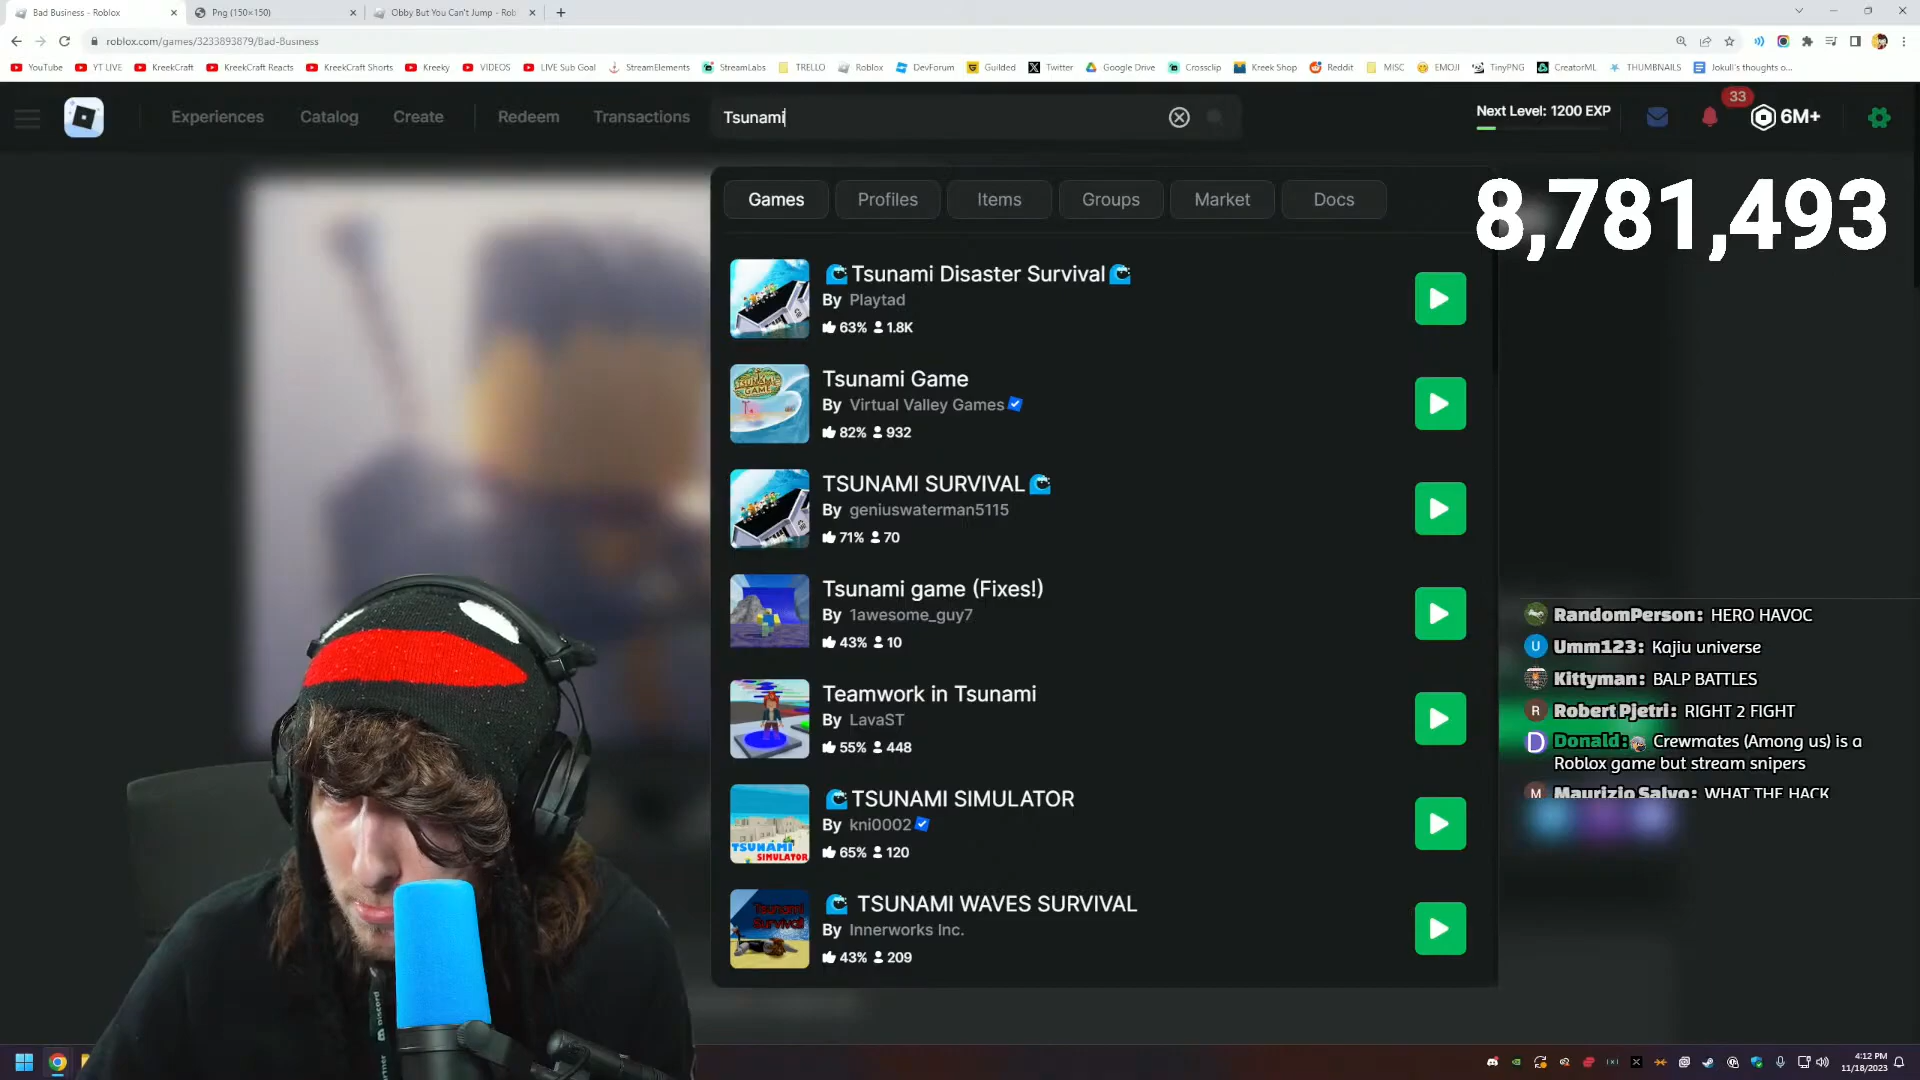 Bad Business - Roblox
Png (150×150)
Obby But You Can't Jump - Rob
roblox.com/games/3233893879/Bad-Business
YouTube
YT LIVE
KreekCraft
KreekCraft Reacts
KreekCraft Shorts
Kreeky
VIDEOS
LIVE Sub Goal
StreamElements
StreamLabs
TRELLO
Roblox
DevForum
Guilded
Twitter
Google Drive
Crossclip
Kreek Shop
Reddit
MISC
EMOJI
TinyPNG
CreatorML
THUMBNAILS
Jokull's thoughts o...
Experiences
Catalog
Create
Redeem
Transactions
Tsunami
Next Level: 1200 EXP
33
6M+
Games
Profiles
Items
Groups
Market
Docs
8,781,493
Tsunami Disaster Survival
By Playtad
63% 1.8K
Tsunami Game
By Virtual Valley Games
82% 932
TSUNAMI SURVIVAL
By geniuswaterman5115
71% 70
Tsunami game (Fixes!)
By 1awesome_guy7
43% 10
Teamwork in Tsunami
By LavaST
55% 448
TSUNAMI SIMULATOR
By kni0002
65% 120
TSUNAMI
SIMULATOR
TSUNAMI WAVES SURVIVAL
By Innerworks Inc.
43% 209
Tsunami
Survival
RandomPerson: HERO HAVOC
Umm123: Kajiu universe
Kittyman: BALP BATTLES
Robert Pjetri: RIGHT 2 FIGHT
Donald: Crewmates (Among us) is a
Roblox game but stream snipers
Maurizio Salvo: WHAT THE HACK
Discord
4:12 PM
11/18/2023